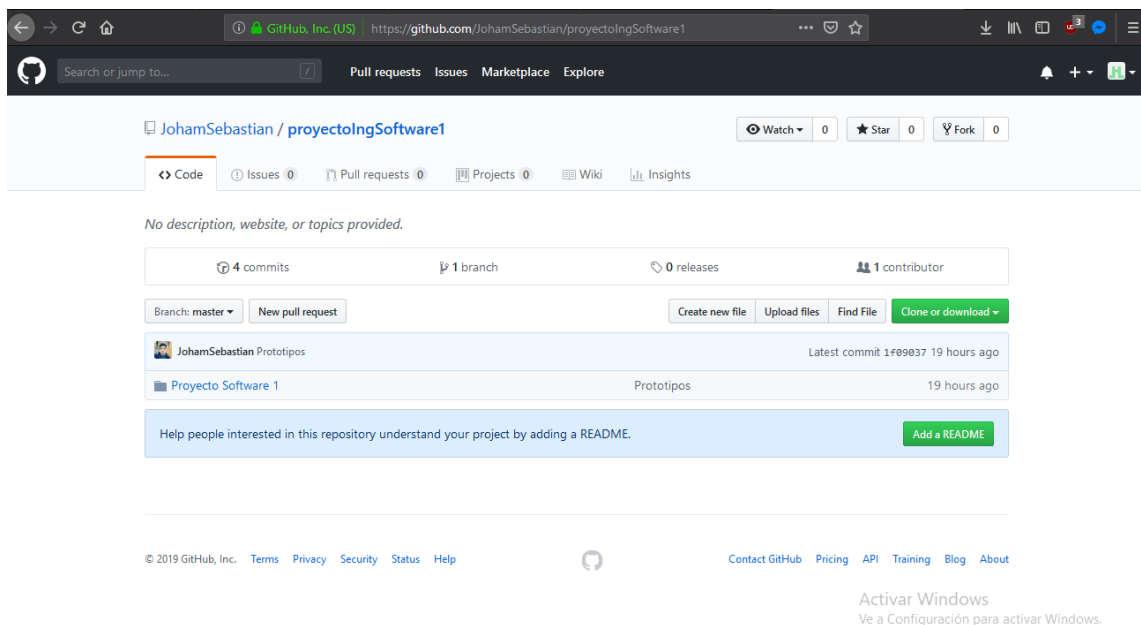 GitHub, Inc. (US) https://github.com/JohamSebastian/proyectoIngSoftware1 3
Search or jump to... / Pull requests Issues Marketplace Explore
JohamSebastian / proyectoIngSoftware1 Watch 0 Star 0 Fork 0
Code Issues 0 Pull requests 0 Projects 0 Wiki Insights
No description, website, or topics provided.
4 commits 1 branch 0 releases 1 contributor
Branch: master New pull request Create new file Upload files Find File Clone or download
JohamSebastian Prototipos Latest commit 1f09037 19 hours ago
Proyecto Software 1 Prototipos 19 hours ago
Help people interested in this repository understand your project by adding a README. Add a README
© 2019 GitHub, Inc. Terms Privacy Security Status Help Contact GitHub Pricing API Training Blog About
Activar Windows
Ve a Configuración para activar Windows.